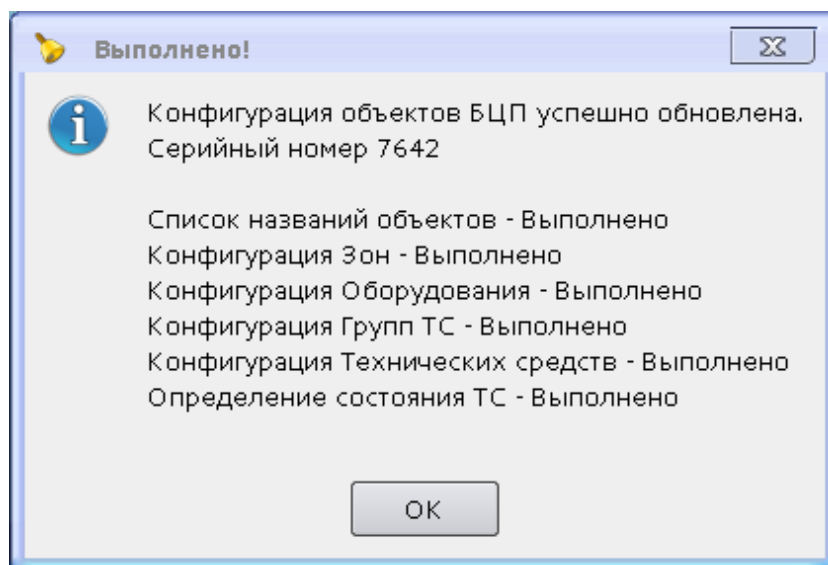 Выполнено!
Конфигурация объектов БЦП успешно обновлена.
Серийный номер 7642
Список названий объектов - Выполнено
Конфигурация Зон - Выполнено
Конфигурация Оборудования - Выполнено
Конфигурация Групп ТС - Выполнено
Конфигурация Технических средств - Выполнено
Определение состояния ТС - Выполнено
OK